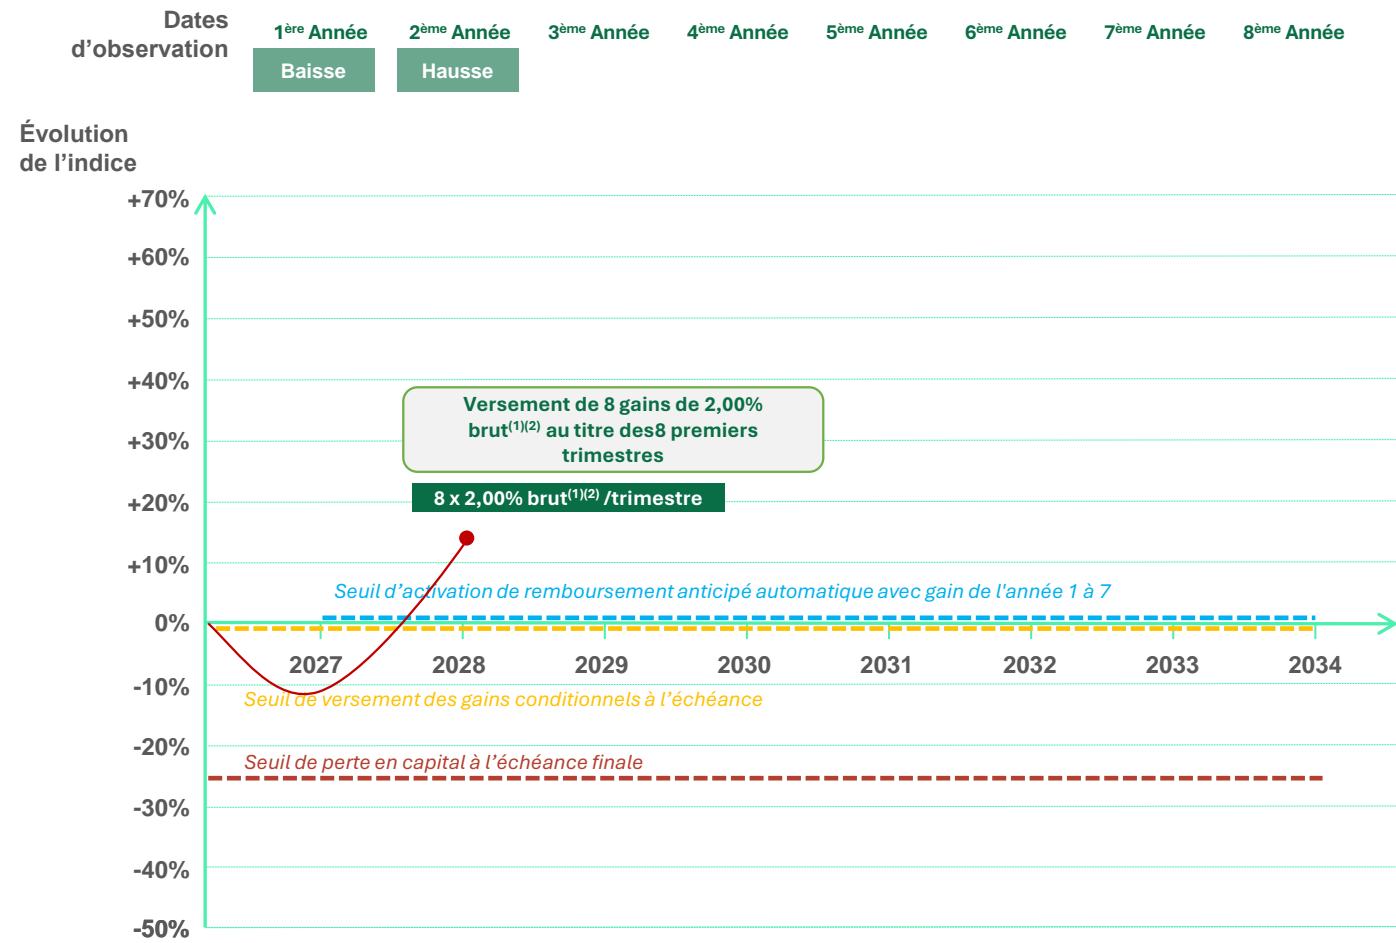 Dates
d’observation
1ère Année
2ème Année
3ème Année
4ème Année
5ème Année
6ème Année
7ème Année
8ème Année
Baisse
Hausse
Évolution
de l’indice
+70%
+60%
+50%
+40%
Versement de 8 gains de 2,00%
brut(1)(2) au titre des8 premiers
trimestres
+30%
8 x 2,00% brut(1)(2) /trimestre
+20%
+10%
Seuil d’activation de remboursement anticipé automatique avec gain de l'année 1 à 7
0%
2027
2028
2029
2030
2031
2032
2033
2034
-10%
Seuil de versement des gains conditionnels à l’échéance
-20%
Seuil de perte en capital à l’échéance finale
-30%
-40%
-50%